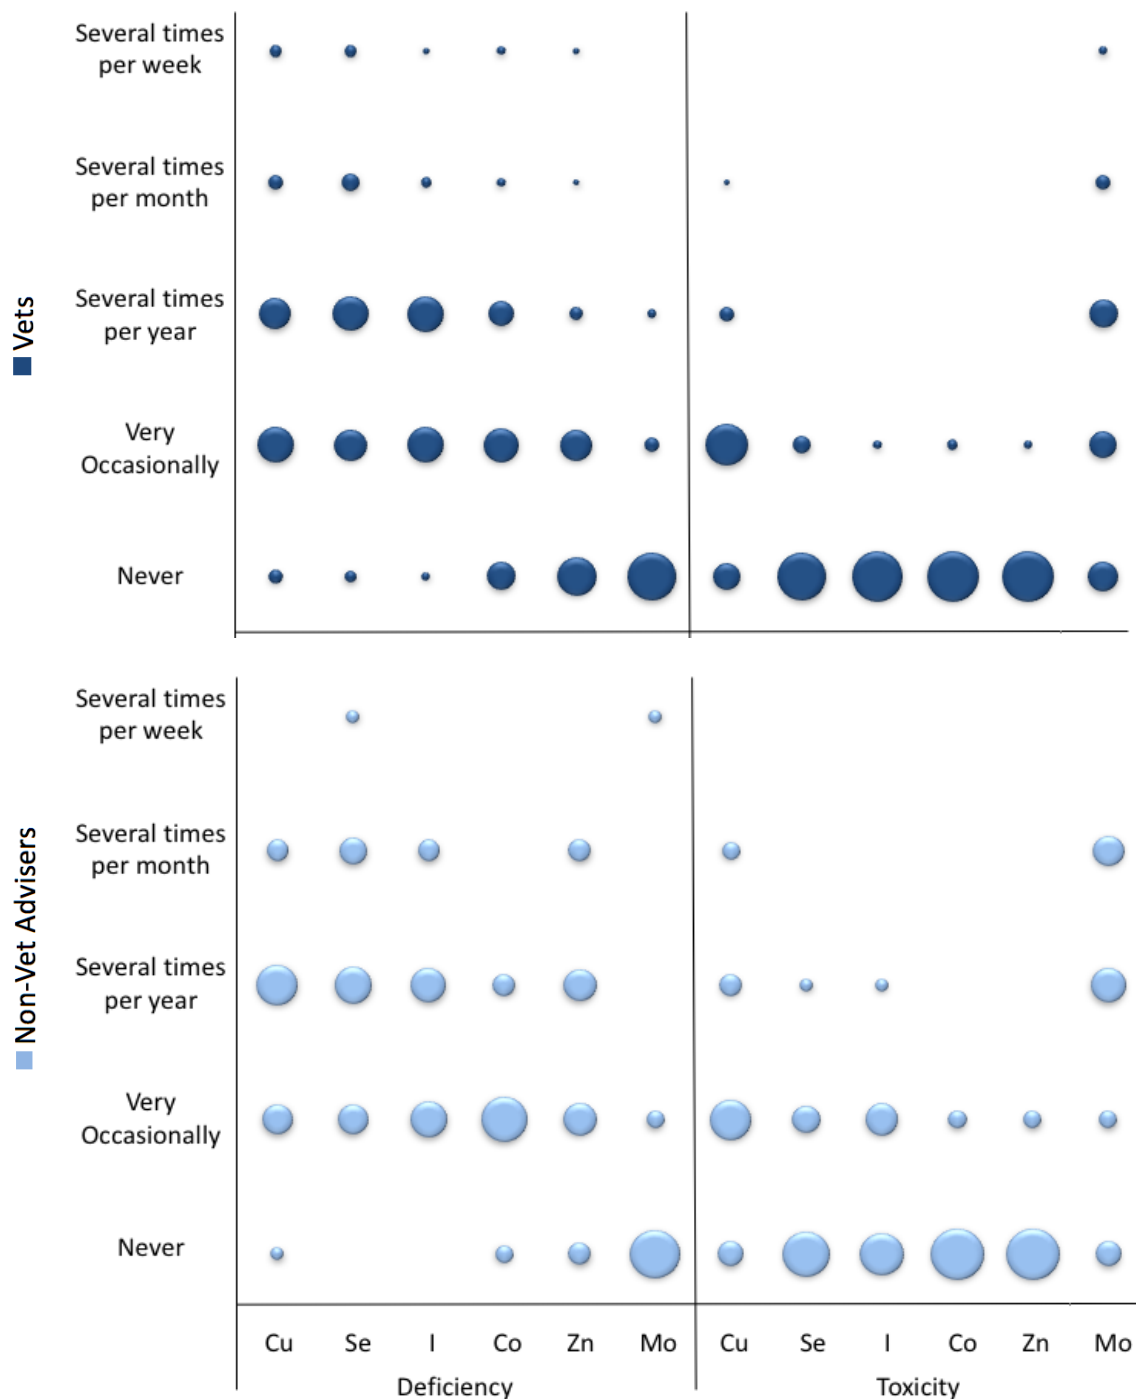 Several times
per week
Several times
per month
Several times
per year
Very
Occasionally
Never
Vets
Several times
per week
Several times
per month
Several times
per year
Very
Occasionally
Never
Non-Vet Advisers
Cu Se I Co Zn Mo Cu Se I Co Zn Mo
Deficiency Toxicity